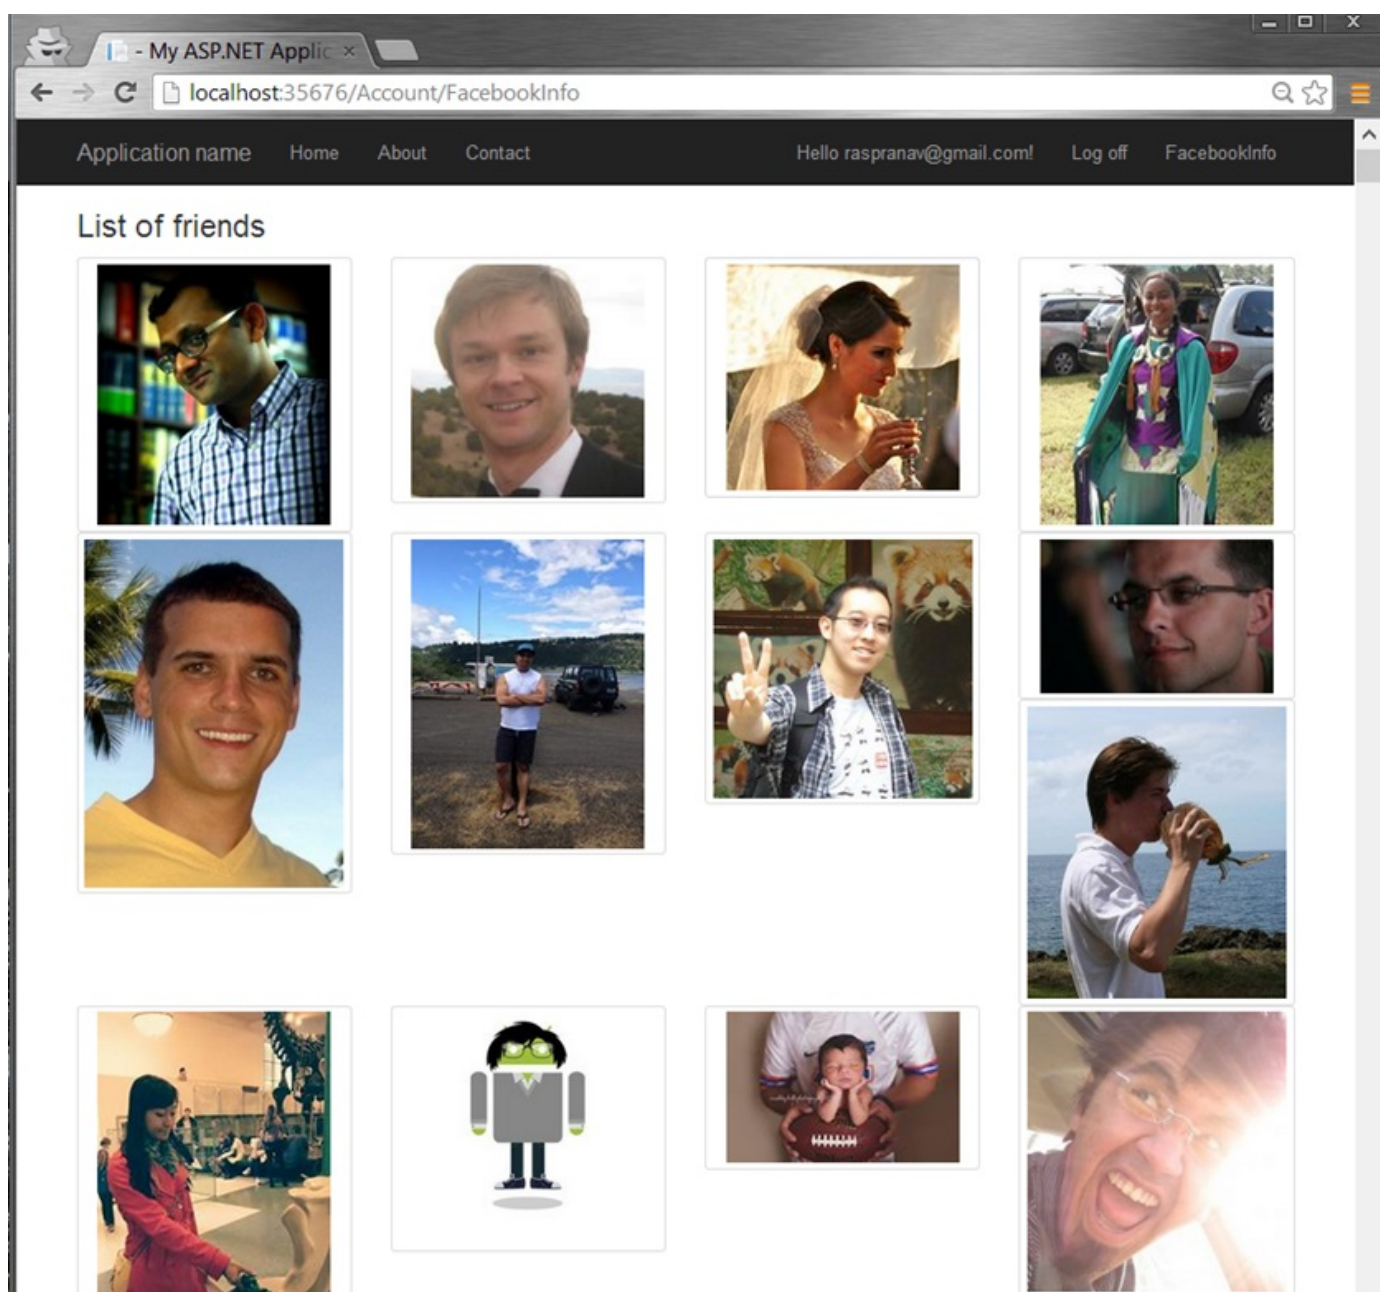 - My ASP.NET Applic
localhost:35676/Account/FacebookInfo
Application name Home About Contact Hello raspranav@gmail.com! Log off FacebookInfo
List of friends